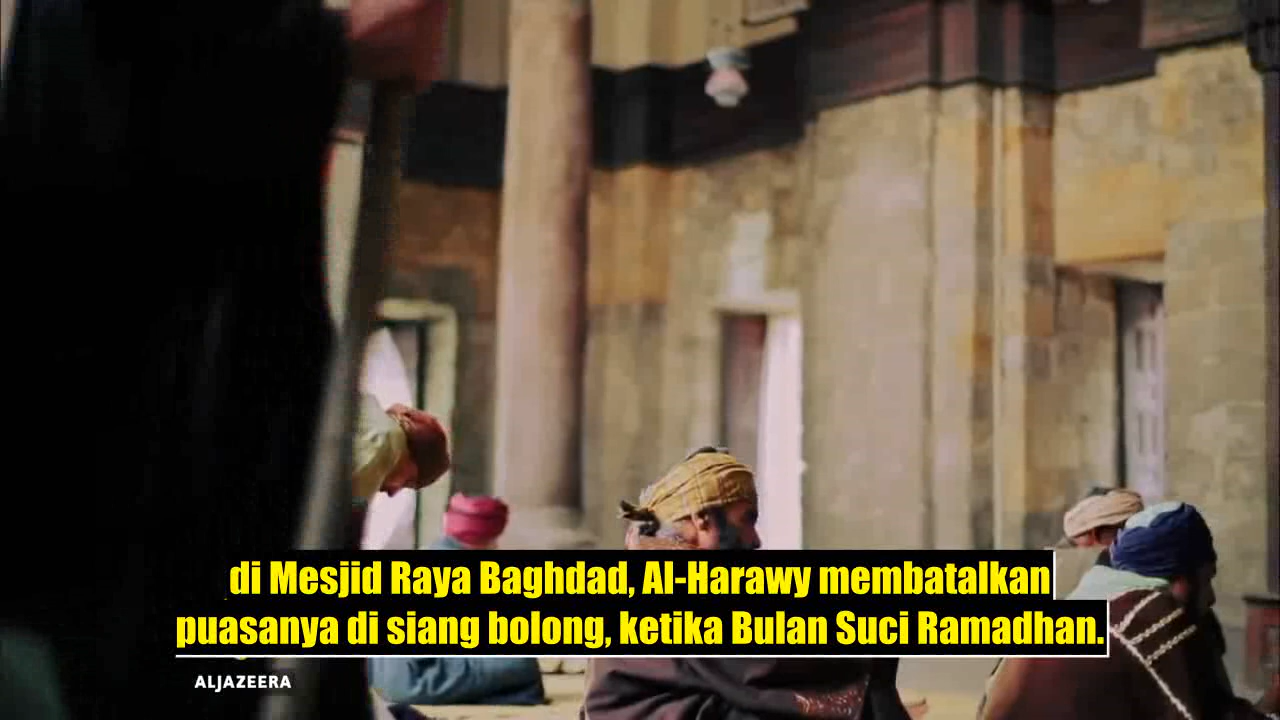 di Mesjid Raya Baghdad, Al-Harawy membatalkan
puasanya di siang bolong, ketika Bulan Suci Ramadhan.
ALJAZEERA